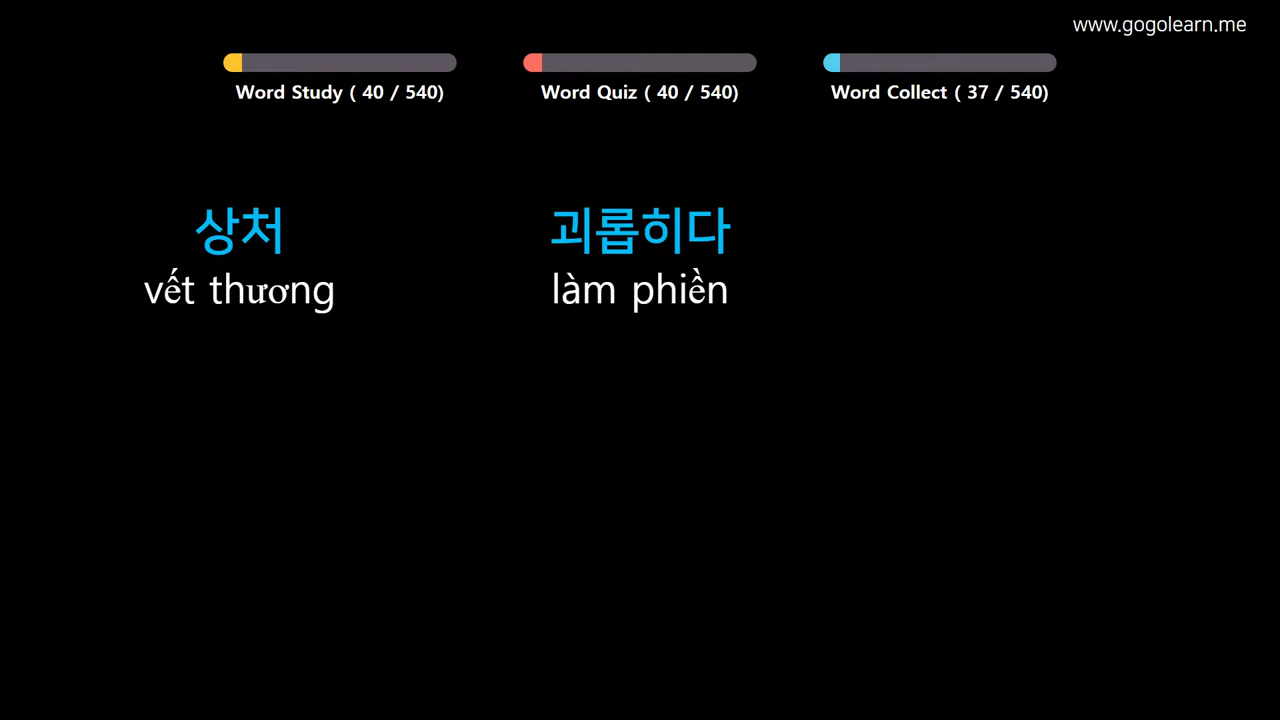 www.gogolearn.me
Word Study ( 40 / 540)
Word Quiz ( 40 / 540)
Word Collect ( 37 / 540)
상처
vết thương
괴롭히다
làm phiền